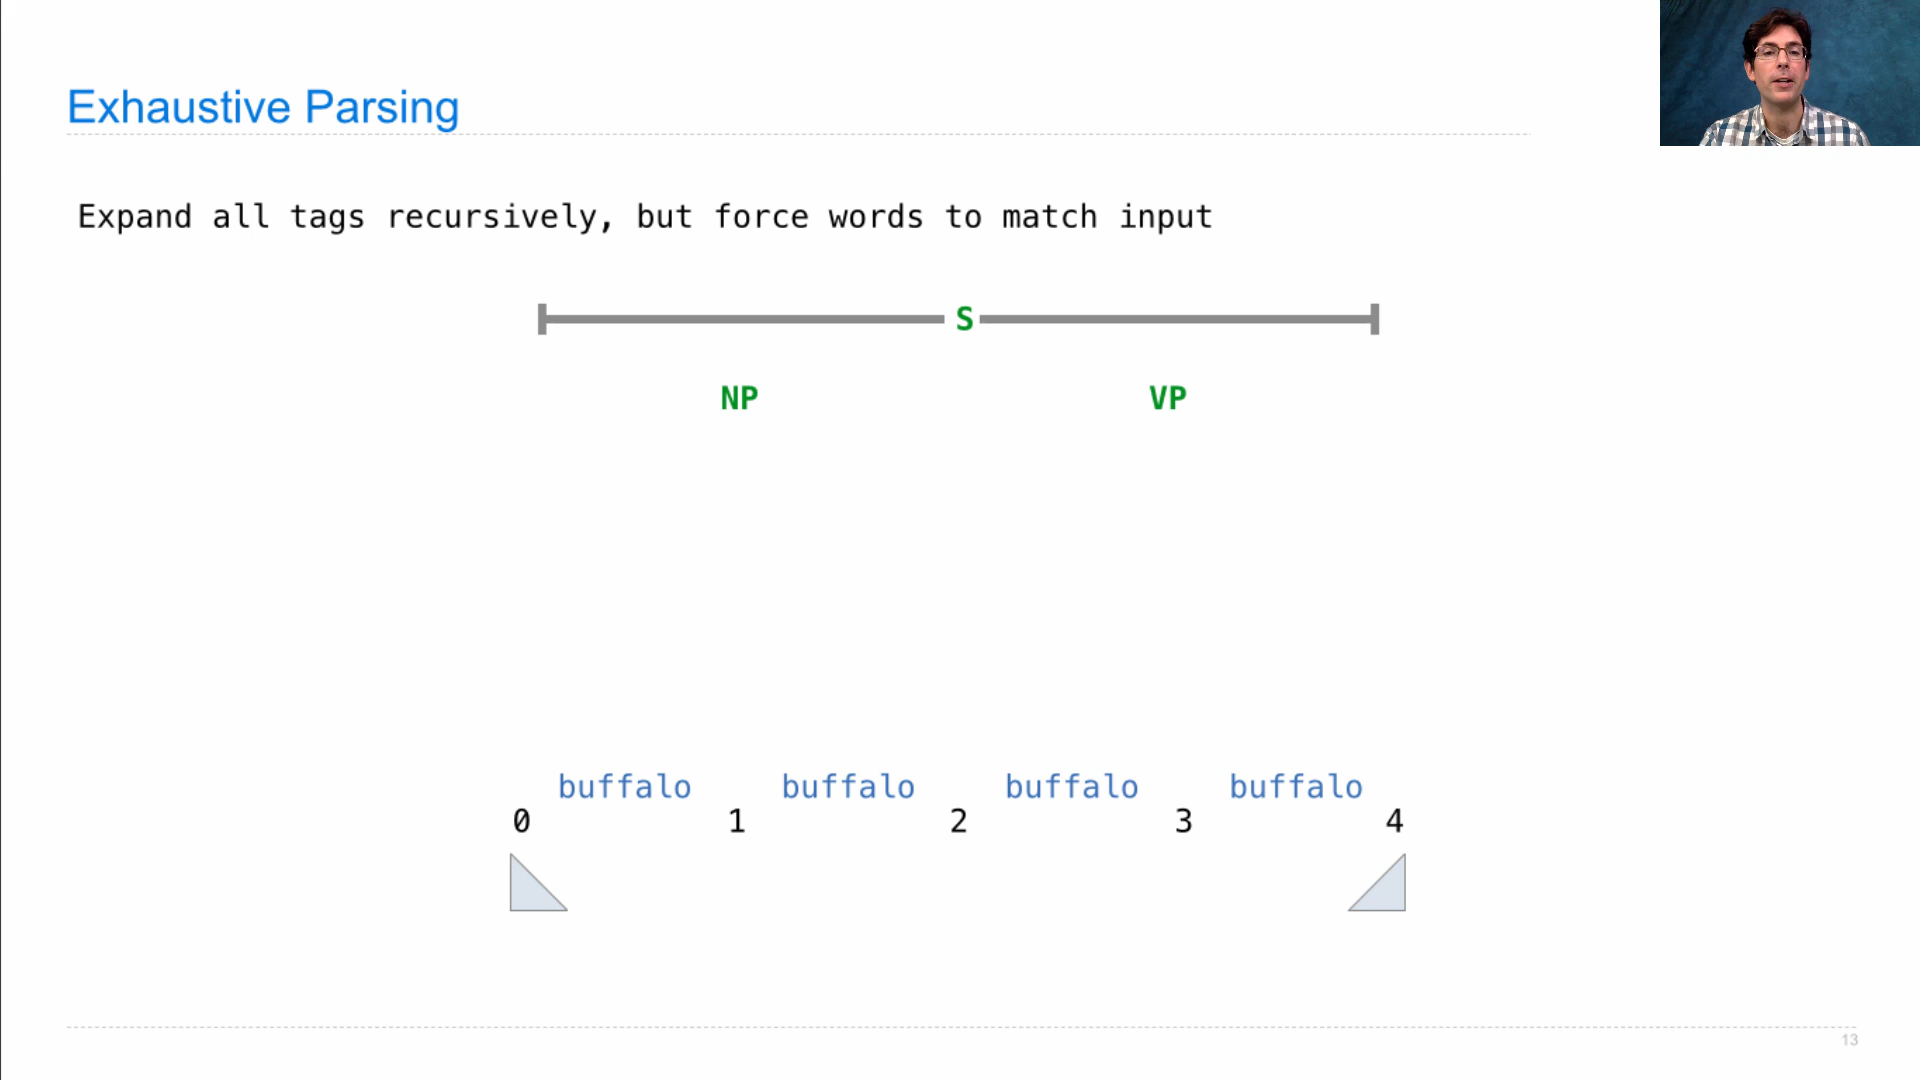 Exhaustive Parsing
Expand all tags recursively, but force words to match input
S
NP VP
buffalo buffalo buffalo buffalo
0 1 2 3 4
13